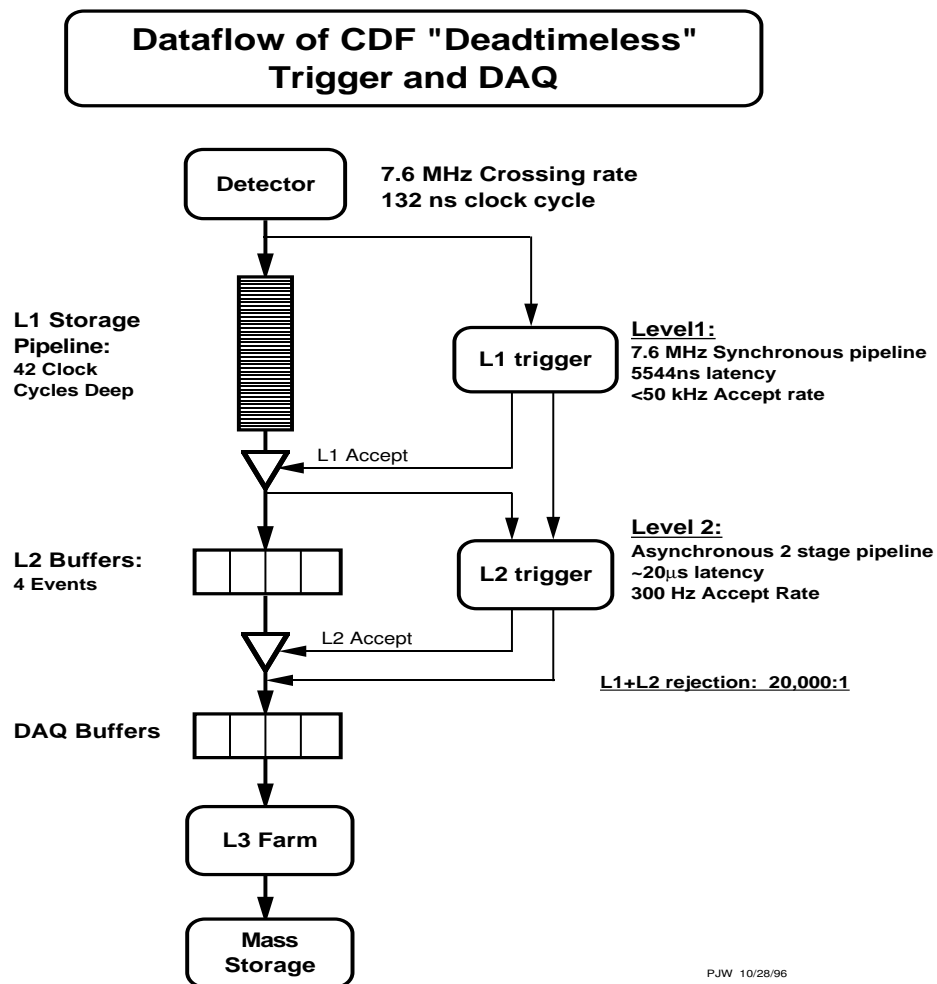 Dataflow of CDF "Deadtimeless"
Trigger and DAQ
Detector
7.6 MHz Crossing rate
132 ns clock cycle
L1 Storage
Pipeline:
42 Clock
Cycles Deep
L1 trigger
Level1:
7.6 MHz Synchronous pipeline
5544ns latency
<50 kHz Accept rate
L1 Accept
L2 Buffers:
4 Events
L2 trigger
Level 2:
Asynchronous 2 stage pipeline
~20μs latency
300 Hz Accept Rate
L2 Accept
L1+L2 rejection: 20,000:1
DAQ Buffers
L3 Farm
Mass
Storage
PJW 10/28/96